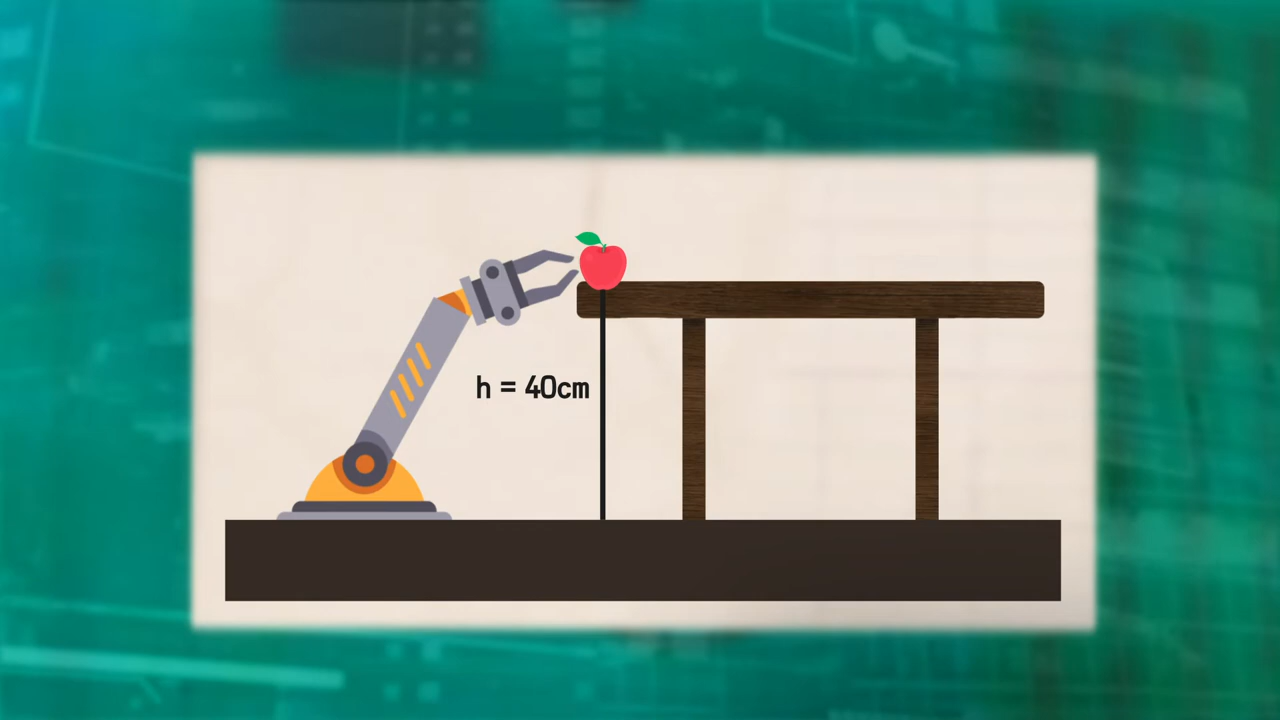 h = 40cm